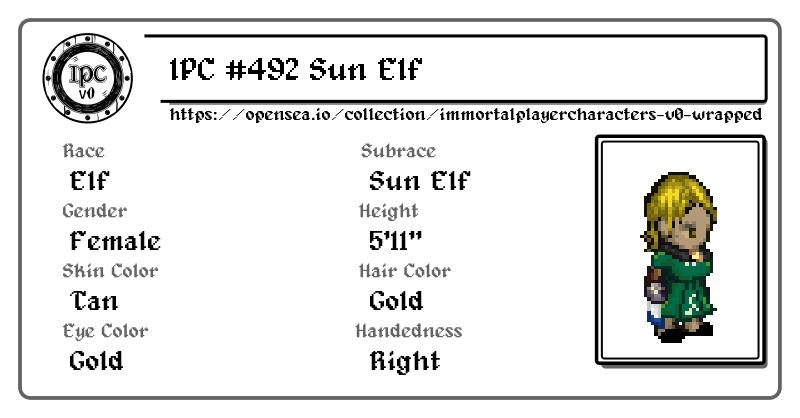 IPC
v0
IPC #492 Sun Elf
https://opensea.io/collection/immortalplayercharacters-v0-wrapped
Race
Subrace
Elf
Sun Elf
Gender
Height
Female
5'11"
Skin Color
Hair Color
Tan
Gold
Eye Color
Handedness
Gold
Right